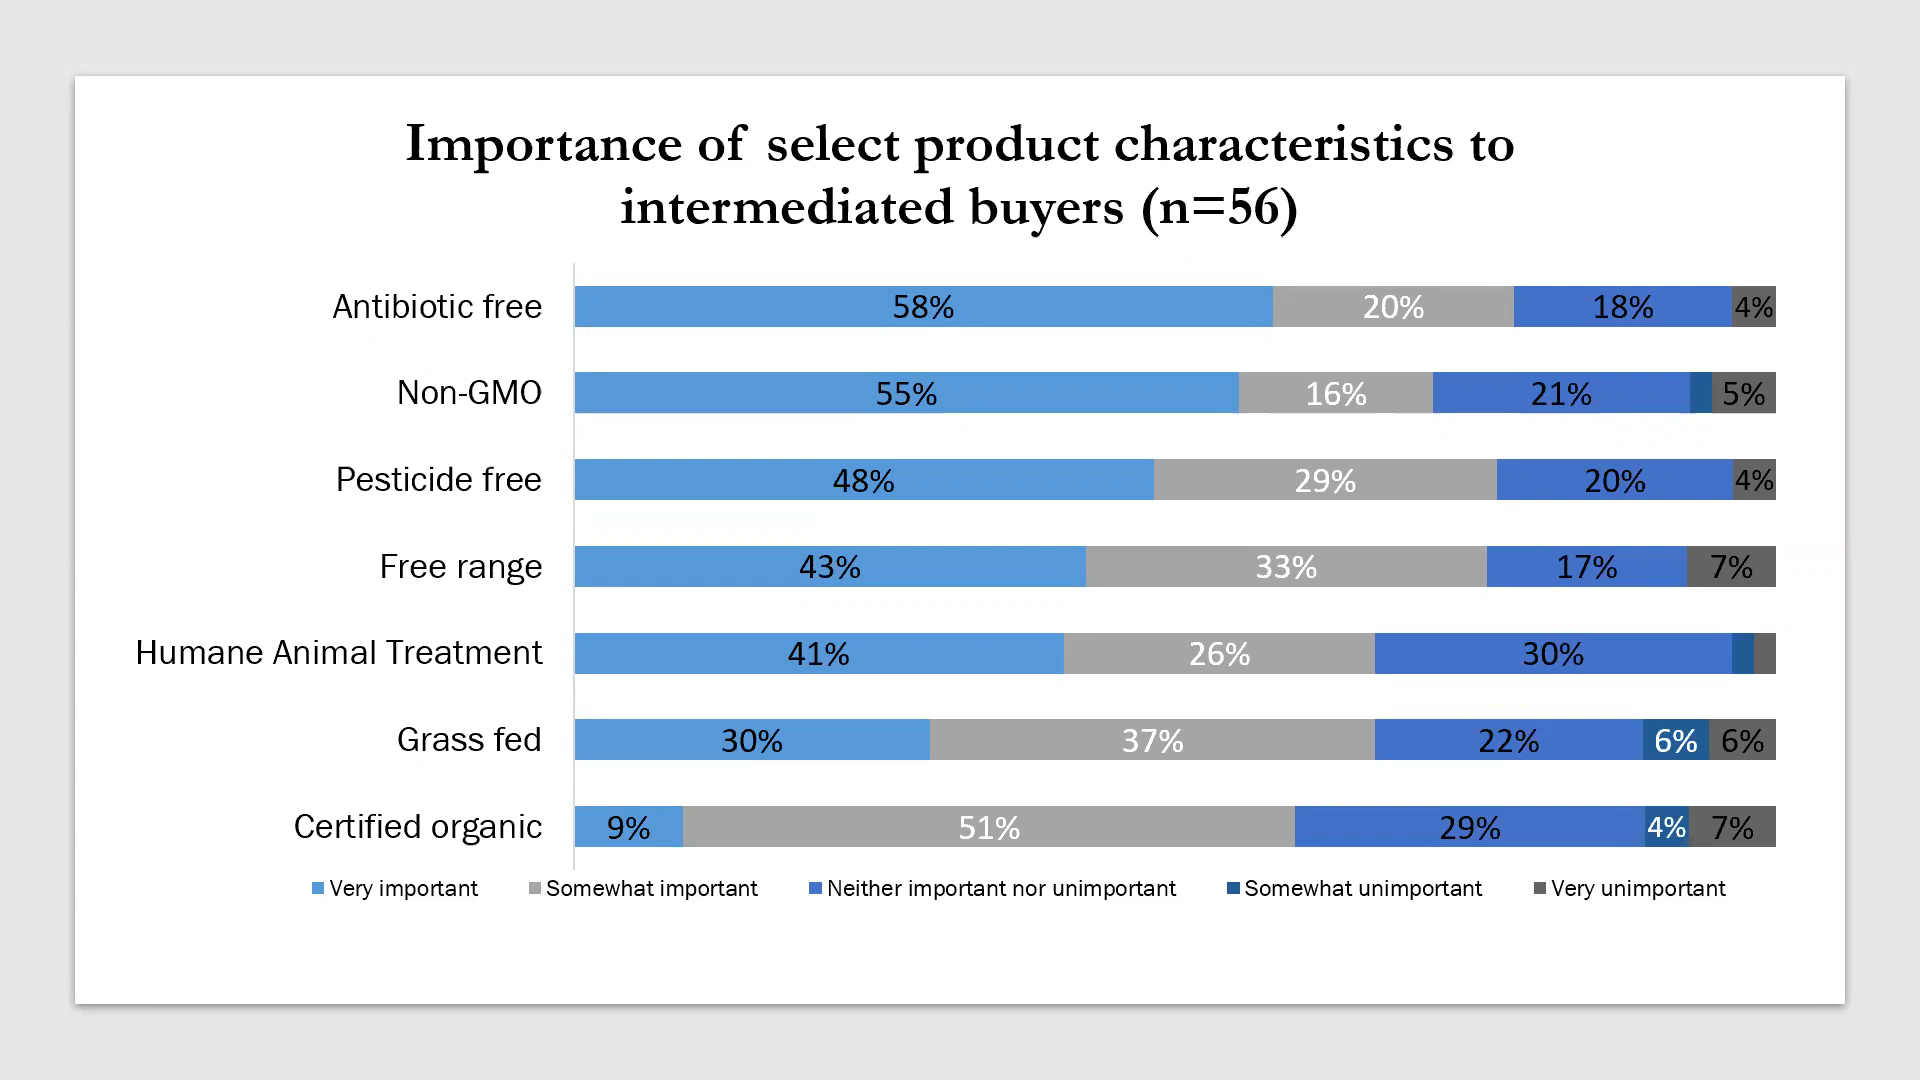 Importance of select product characteristics to
intermediated buyers (n=56)
Antibiotic free 58% 20% 18% 4%
Non-GMO 55% 16% 21% 5%
Pesticide free 48% 29% 20% 4%
Free range 43% 33% 17% 7%
Humane Animal Treatment 41% 26% 30%
Grass fed 30% 37% 22% 6% 6%
Certified organic 9% 51% 29% 4% 7%
Very important Somewhat important Neither important nor unimportant Somewhat unimportant Very unimportant